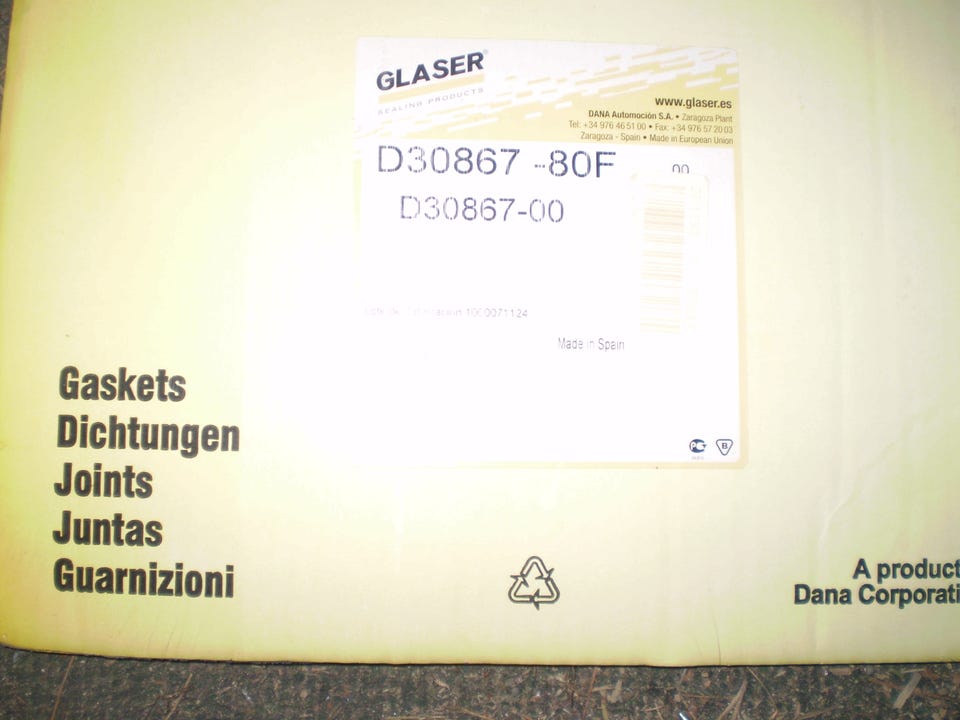 GLASER®
SEALING PRODUCTS
www.glaser.es
DANA Automoción S.A. • Zaragoza Plant
Tel: +34 976 46 51 00 • Fax: +34 976 57 20 03
Zaragoza - Spain • Made in European Union
D30867 -80F
00
D30867-00
Made in Spain
Gaskets
Dichtungen
Joints
Juntas
Guarnizioni
A product
Dana Corporati